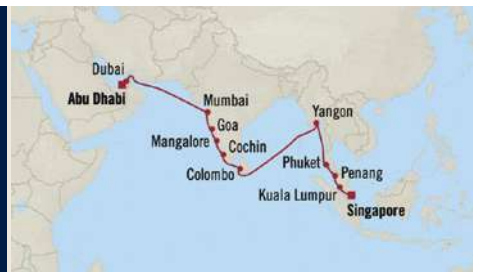 Dubai
Abu Dhabi
Mumbai
Goa
Mangalore
Cochin
Colombo
Yangon
Phuket
Penang
Kuala Lumpur
Singapore